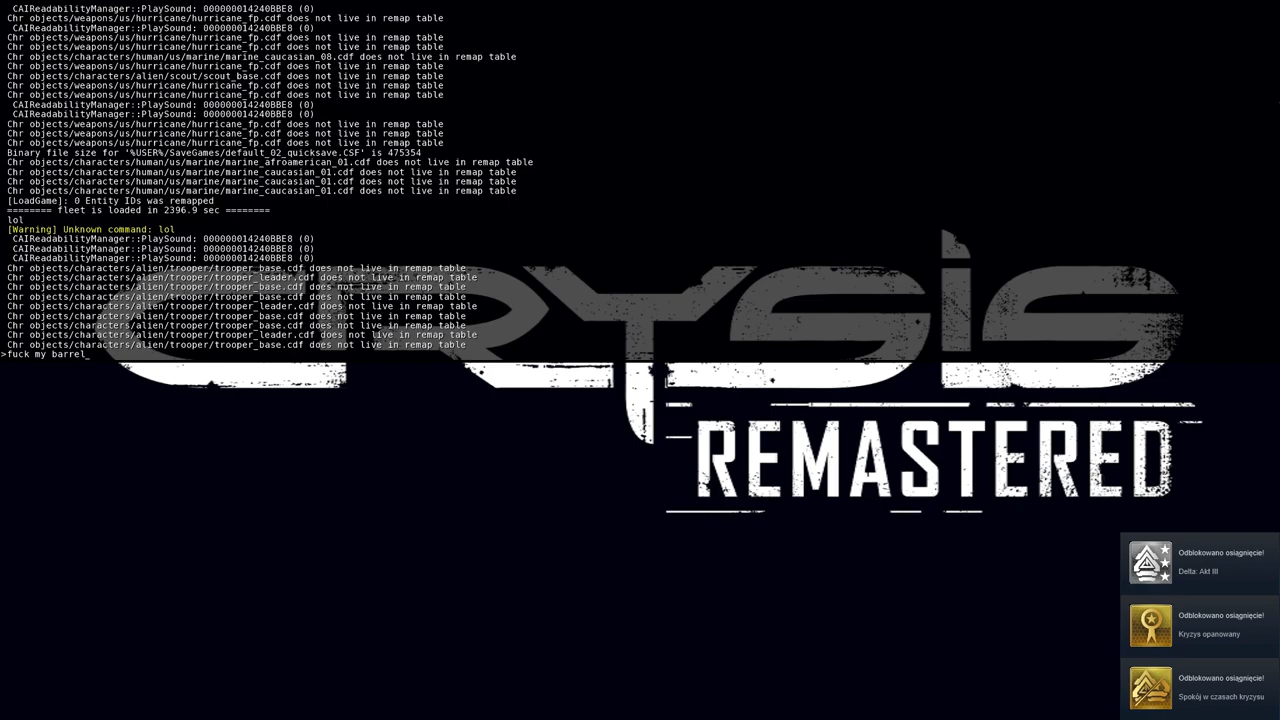 CAIReadabilityManager::PlaySound: 000000014240BBE8 (0)
Chr objects/weapons/us/hurricane/hurricane_fp.cdf does not live in remap table
CAIReadabilityManager::PlaySound: 000000014240BBE8 (0)
Chr objects/weapons/us/hurricane/hurricane_fp.cdf does not live in remap table
Chr objects/weapons/us/hurricane/hurricane_fp.cdf does not live in remap table
Chr objects/characters/human/us/marine/marine_caucasian_08.cdf does not live in remap table
Chr objects/weapons/us/hurricane/hurricane_fp.cdf does not live in remap table
Chr objects/characters/alien/scout/scout_base.cdf does not live in remap table
Chr objects/weapons/us/hurricane/hurricane_fp.cdf does not live in remap table
Chr objects/weapons/us/hurricane/hurricane_fp.cdf does not live in remap table
CAIReadabilityManager::PlaySound: 000000014240BBE8 (0)
CAIReadabilityManager::PlaySound: 000000014240BBE8 (0)
Chr objects/weapons/us/hurricane/hurricane_fp.cdf does not live in remap table
Chr objects/weapons/us/hurricane/hurricane_fp.cdf does not live in remap table
Chr objects/weapons/us/hurricane/hurricane_fp.cdf does not live in remap table
Binary file size for '%USER%/SaveGames/default_02_quicksave.CSF' is 475354
Chr objects/characters/human/us/marine/marine_afroamerican_01.cdf does not live in remap table
Chr objects/characters/human/us/marine/marine_caucasian_01.cdf does not live in remap table
Chr objects/characters/human/us/marine/marine_caucasian_01.cdf does not live in remap table
Chr objects/characters/human/us/marine/marine_caucasian_01.cdf does not live in remap table
[LoadGame]: 0 Entity IDs was remapped
======== fleet is loaded in 2396.9 sec ========
lol
[Warning] Unknown command: lol
CAIReadabilityManager::PlaySound: 000000014240BBE8 (0)
CAIReadabilityManager::PlaySound: 000000014240BBE8 (0)
CAIReadabilityManager::PlaySound: 000000014240BBE8 (0)
Chr objects/characters/alien/trooper/trooper_base.cdf does not live in remap table
Chr objects/characters/alien/trooper/trooper_leader.cdf does not live in remap table
Chr objects/characters/alien/trooper/trooper_base.cdf does not live in remap table
Chr objects/characters/alien/trooper/trooper_base.cdf does not live in remap table
Chr objects/characters/alien/trooper/trooper_leader.cdf does not live in remap table
Chr objects/characters/alien/trooper/trooper_base.cdf does not live in remap table
Chr objects/characters/alien/trooper/trooper_base.cdf does not live in remap table
Chr objects/characters/alien/trooper/trooper_leader.cdf does not live in remap table
Chr objects/characters/alien/trooper/trooper_base.cdf does not live in remap table
>fuck my barrel_
CRYSIS
REMASTERED
Odblokowano osiągnięcie!
Delta: Akt III
Odblokowano osiągnięcie!
Kryzys opanowany
Odblokowano osiągnięcie!
Spokój w czasach kryzysu